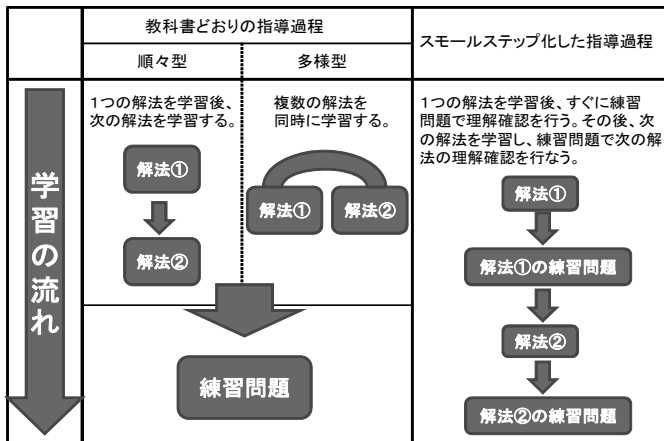 教科書どおりの指導過程
スモールステップ化した指導過程
順々型
多様型
学習の流れ
1つの解法を学習後、
次の解法を学習する。
解法①
解法②
複数の解法を
同時に学習する。
解法①
解法②
練習問題
1つの解法を学習後、すぐに練習
問題で理解確認を行う。その後、次
の解法を学習し、練習問題で次の解
法の理解確認を行なう。
解法①
解法①の練習問題
解法②
解法②の練習問題